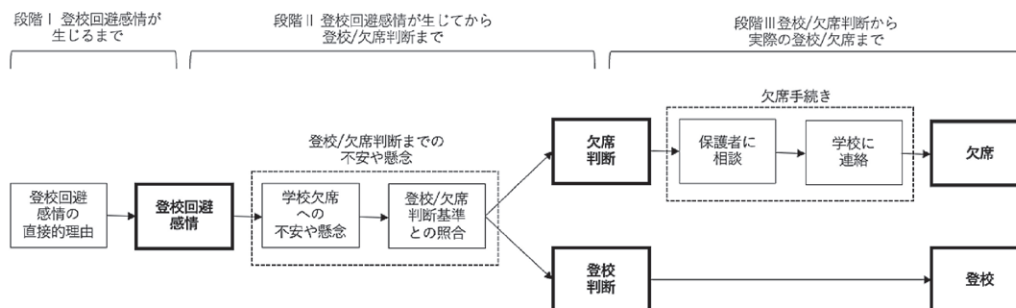 段階Ⅰ 登校回避感情が
生じるまで
段階Ⅱ 登校回避感情が生じてから
登校/欠席判断まで
段階Ⅲ登校/欠席判断から
実際の登校/欠席まで
欠席手続き
登校/欠席判断までの
不安や懸念
欠席
判断
保護者に
相談
学校に
連絡
欠席
登校回避
感情の
直接的理由
登校回避
感情
学校欠席
への
不安や懸念
登校/欠席
判断基準
との照合
登校
判断
登校